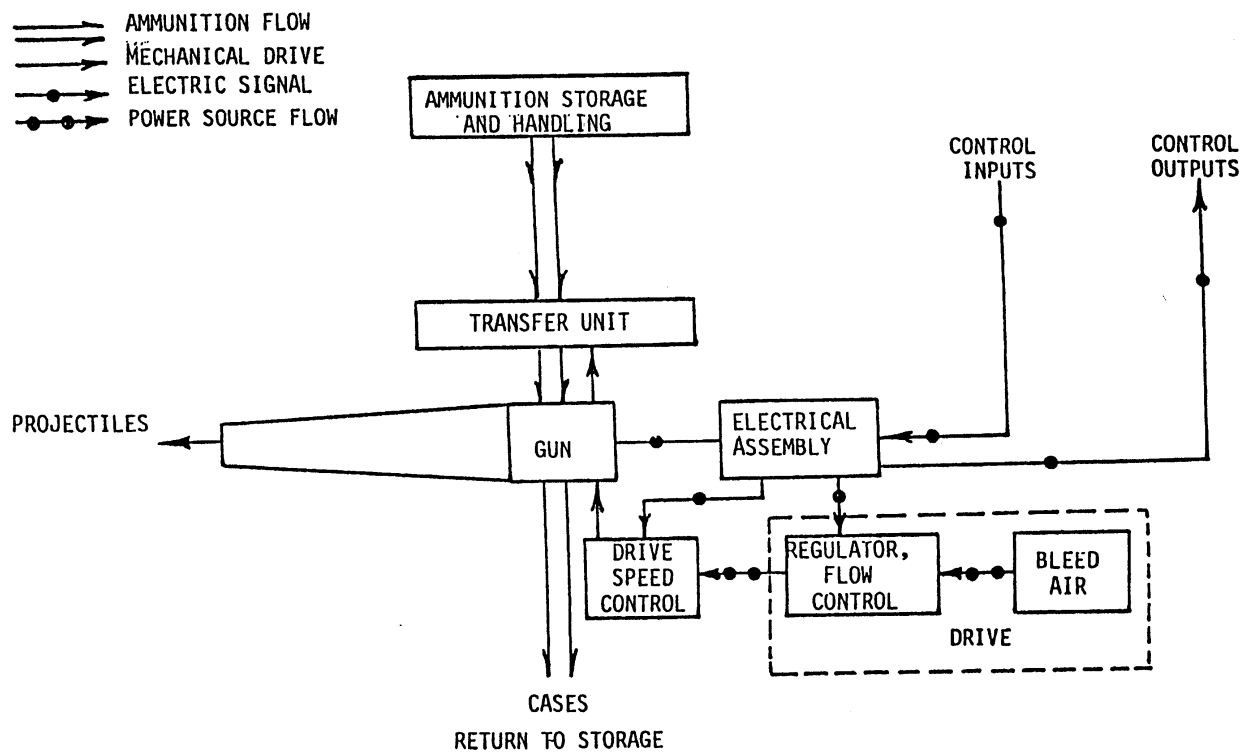 AMMUNITION FLOW
MECHANICAL DRIVE
ELECTRIC SIGNAL
POWER SOURCE FLOW
AMMUNITION STORAGE
AND HANDLING
CONTROL
INPUTS
CONTROL
OUTPUTS
TRANSFER UNIT
PROJECTILES
GUN
ELECTRICAL
ASSEMBLY
DRIVE
SPEED
CONTROL
REGULATOR,
FLOW
CONTROL
BLEED
AIR
DRIVE
CASES
RETURN TO STORAGE